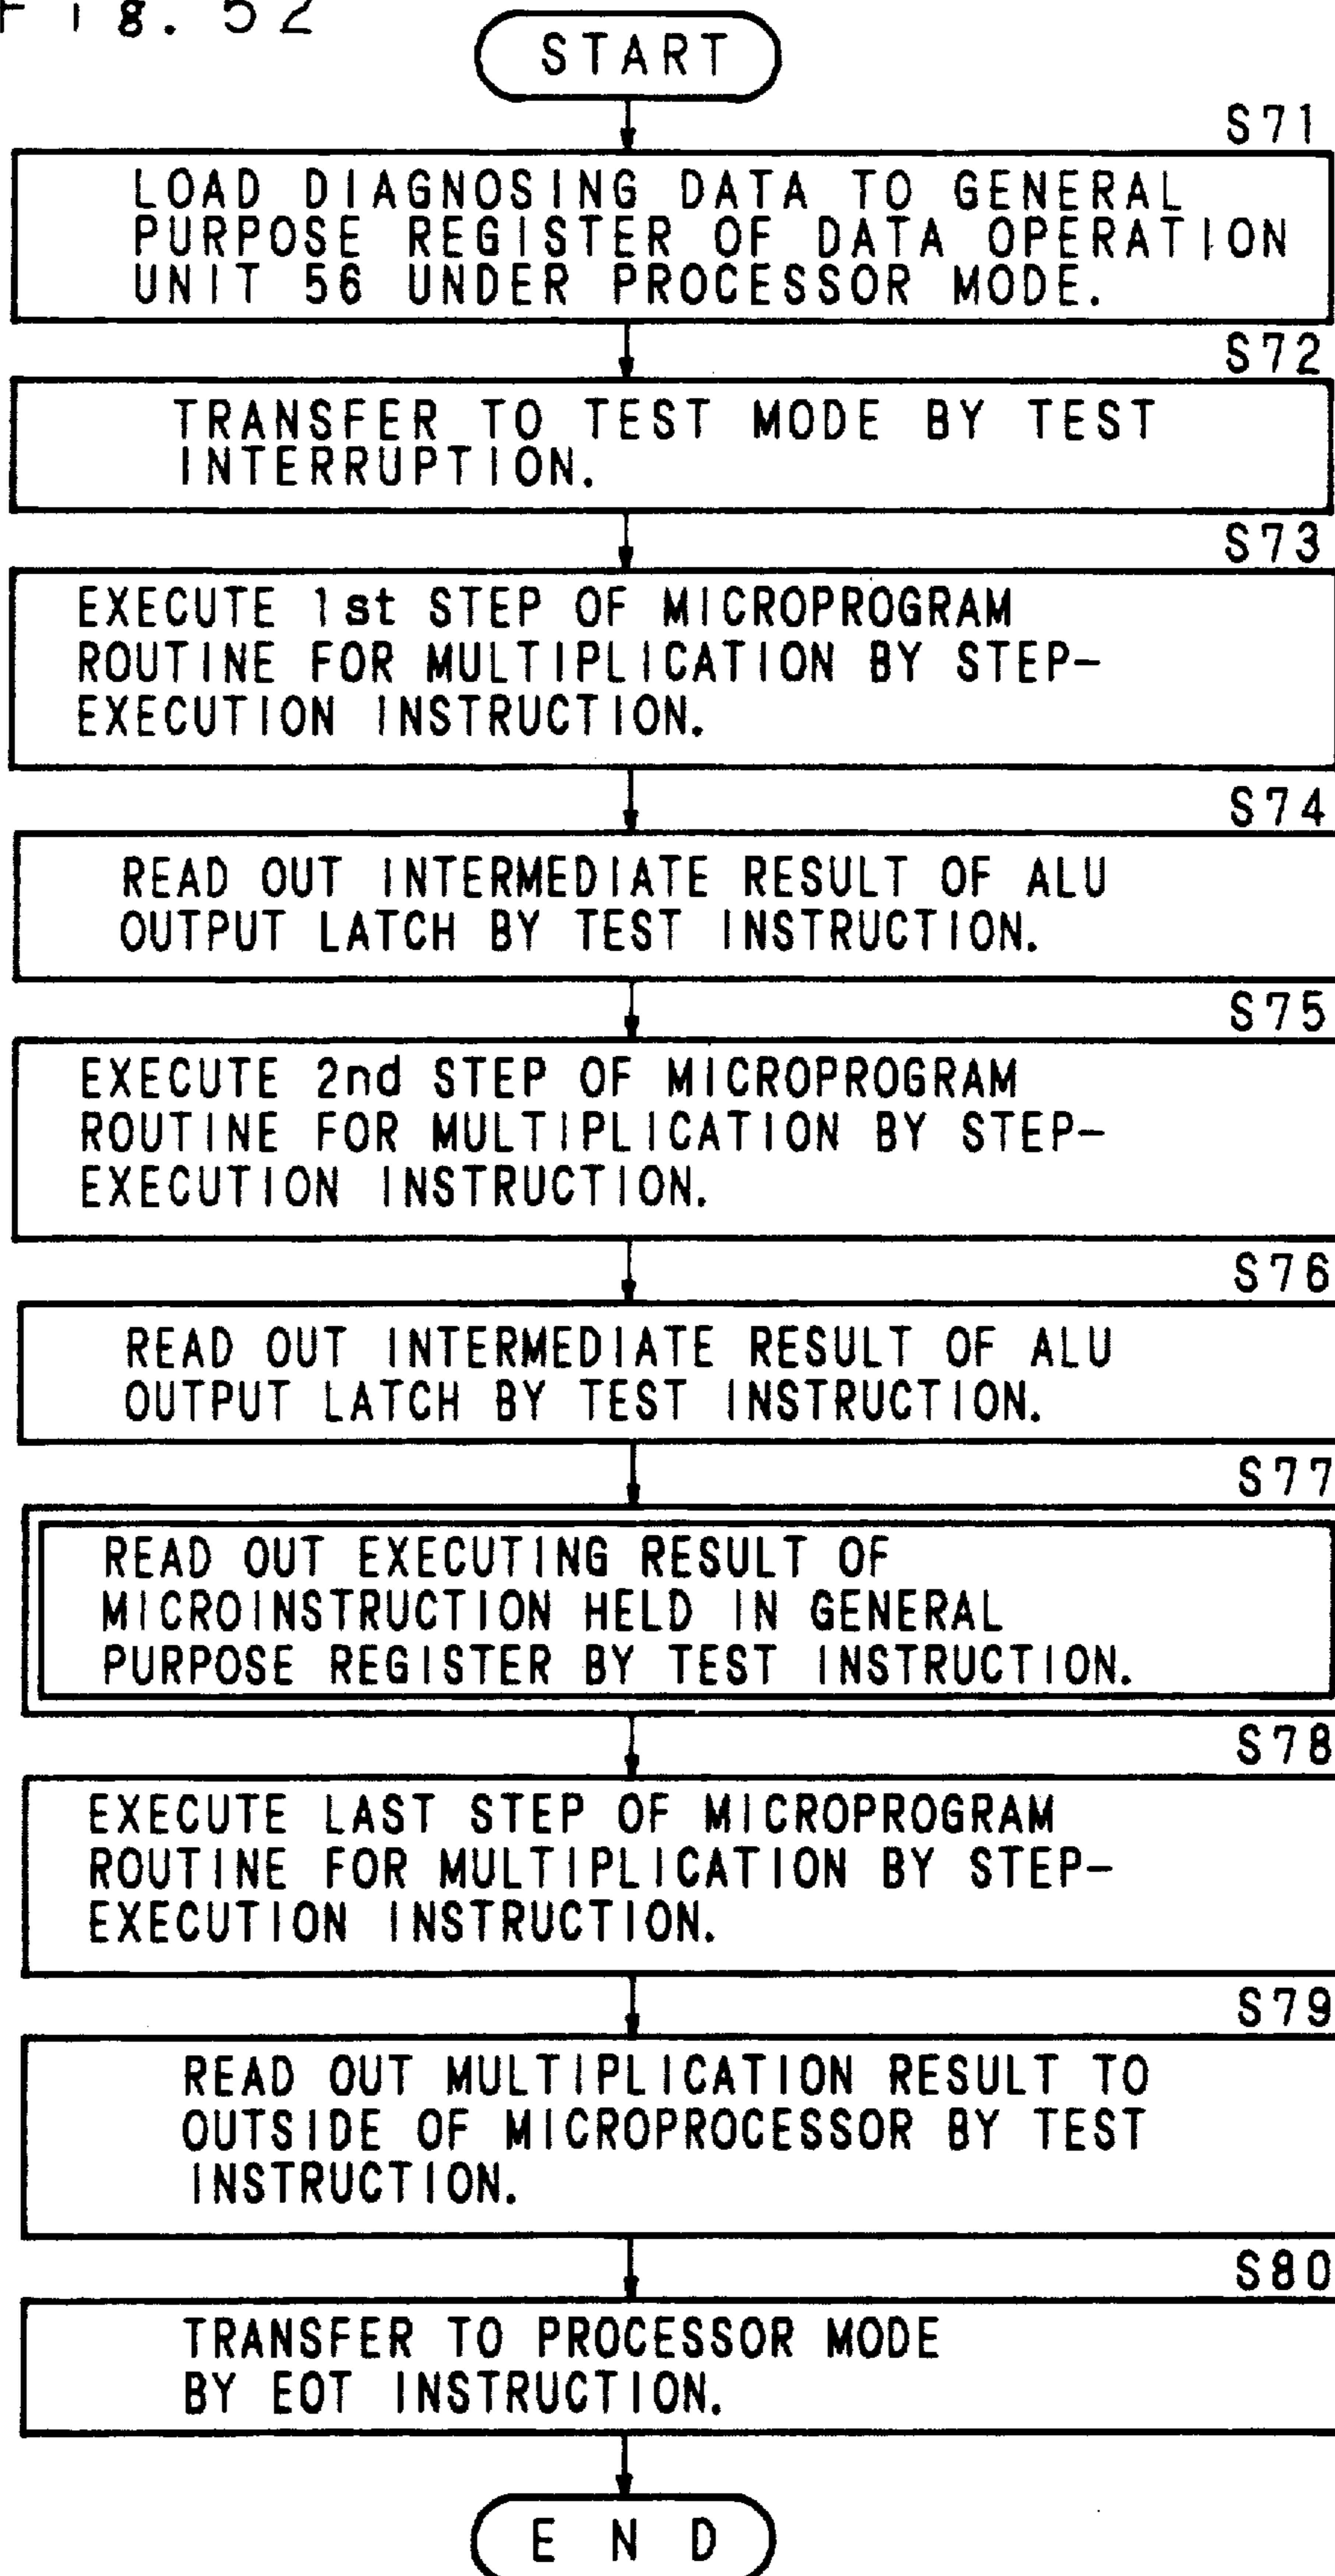 Fig. 52
START
S71
LOAD DIAGNOSING DATA TO GENERAL
PURPOSE REGISTER OF DATA OPERATION
UNIT 56 UNDER PROCESSOR MODE.
S72
TRANSFER TO TEST MODE BY TEST
INTERRUPTION.
S73
EXECUTE 1st STEP OF MICROPROGRAM
ROUTINE FOR MULTIPLICATION BY STEP-
EXECUTION INSTRUCTION.
S74
READ OUT INTERMEDIATE RESULT OF ALU
OUTPUT LATCH BY TEST INSTRUCTION.
S75
EXECUTE 2nd STEP OF MICROPROGRAM
ROUTINE FOR MULTIPLICATION BY STEP-
EXECUTION INSTRUCTION.
S76
READ OUT INTERMEDIATE RESULT OF ALU
OUTPUT LATCH BY TEST INSTRUCTION.
S77
READ OUT EXECUTING RESULT OF
MICROINSTRUCTION HELD IN GENERAL
PURPOSE REGISTER BY TEST INSTRUCTION.
S78
EXECUTE LAST STEP OF MICROPROGRAM
ROUTINE FOR MULTIPLICATION BY STEP-
EXECUTION INSTRUCTION.
S79
READ OUT MULTIPLICATION RESULT TO
OUTSIDE OF MICROPROCESSOR BY TEST
INSTRUCTION.
S80
TRANSFER TO PROCESSOR MODE
BY EOT INSTRUCTION.
END